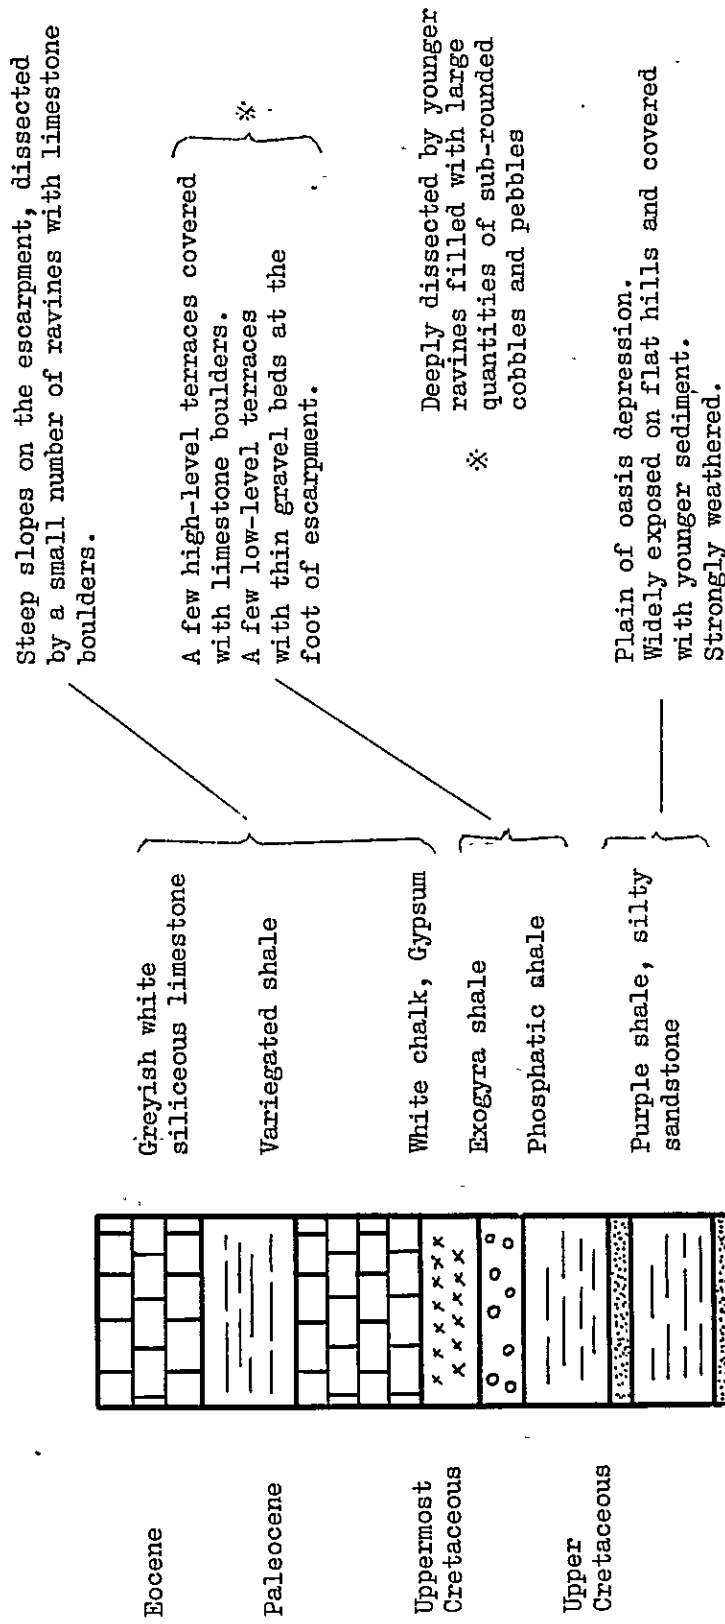 Eocene
Paleocene
Uppermost
Cretaceous
Upper
Cretaceous
Greyish white
siliceous limestone
Variegated shale
White chalk, Gypsum
Exogyra shale
Phosphatic shale
Purple shale, silty
sandstone
Steep slopes on the escarpment, dissected
by a small number of ravines with limestone
boulders.
A few high-level terraces covered
with limestone boulders.
A few low-level terraces
with thin gravel beds at the
foot of escarpment.
※
※ Deeply dissected by younger
ravines filled with large
quantities of sub-rounded
cobbles and pebbles
Plain of oasis depression.
Widely exposed on flat hills and covered
with younger sediment.
Strongly weathered.